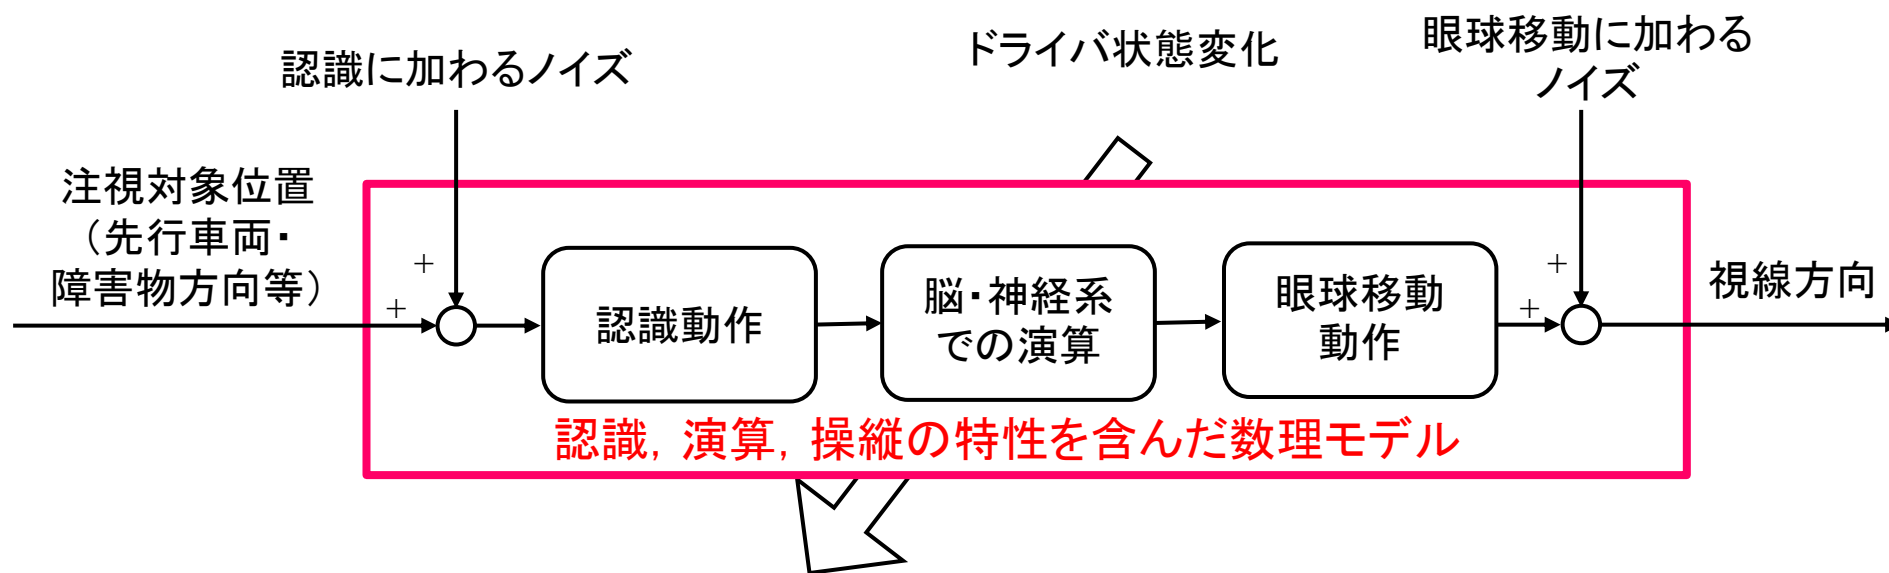 認識に加わるノイズ
ドライバ状態変化
眼球移動に加わる
ノイズ
注視対象位置
（先行車両・
障害物方向等）
+
+
認識動作
脳・神経系
での演算
眼球移動
動作
+
+
視線方向
認識，演算，操縦の特性を含んだ数理モデル